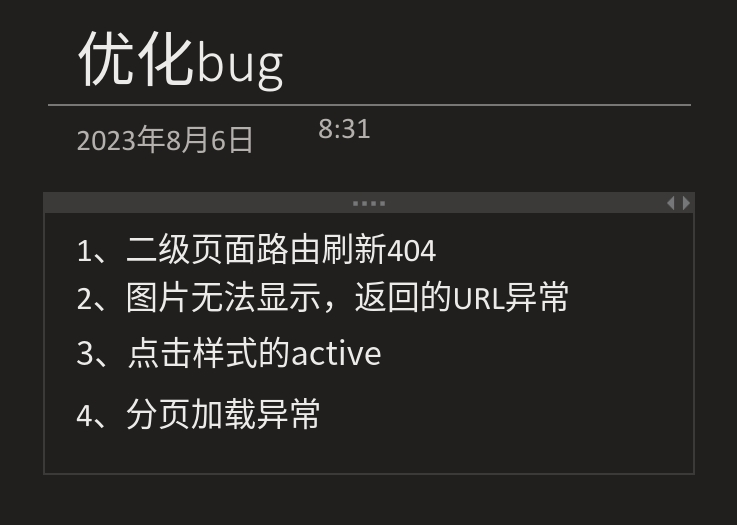 优化bug
2023年8月6日 8:31
1、二级页面路由刷新404
2、图片无法显示，返回的URL异常
3、点击样式的active
4、分页加载异常